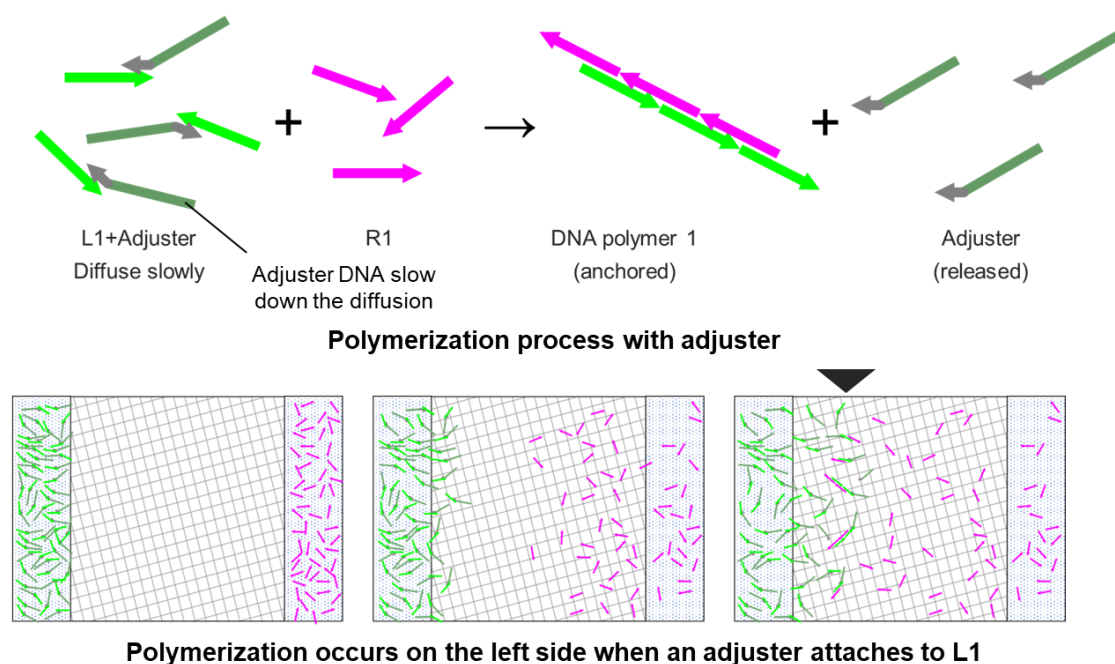 +
→
+
L1+Adjuster
Diffuse slowly
R1
DNA polymer 1
(anchored)
Adjuster
(released)
Adjuster DNA slow
down the diffusion
Polymerization process with adjuster
Polymerization occurs on the left side when an adjuster attaches to L1